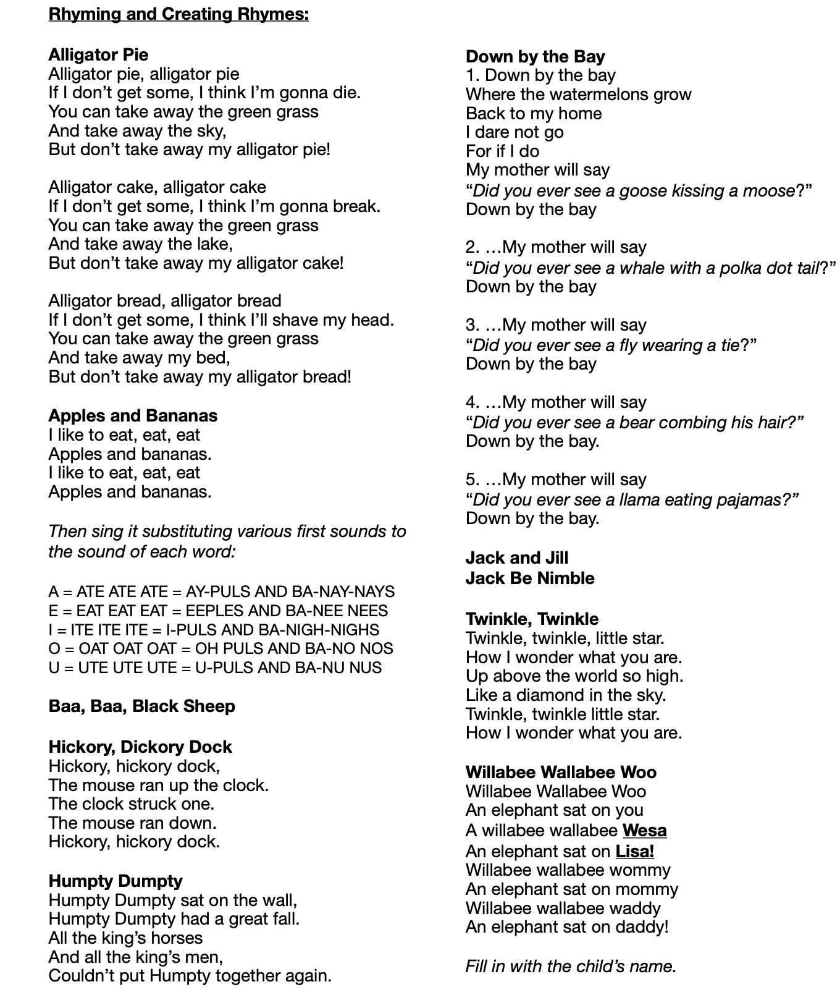 Rhyming and Creating Rhymes:
Alligator Pie
Alligator pie, alligator pie
If I don’t get some, I think I’m gonna die.
You can take away the green grass
And take away the sky,
But don’t take away my alligator pie!
Alligator cake, alligator cake
If I don’t get some, I think I’m gonna break.
You can take away the green grass
And take away the lake,
But don’t take away my alligator cake!
Alligator bread, alligator bread
If I don’t get some, I think I’ll shave my head.
You can take away the green grass
And take away my bed,
But don’t take away my alligator bread!
Apples and Bananas
I like to eat, eat, eat
Apples and bananas.
I like to eat, eat, eat
Apples and bananas.
Then sing it substituting various first sounds to
the sound of each word:
A = ATE ATE ATE = AY-PULS AND BA-NAY-NAYS
E = EAT EAT EAT = EEPLES AND BA-NEE NEES
I = ITE ITE ITE = I-PULS AND BA-NIGH-NIGHS
O = OAT OAT OAT = OH PULS AND BA-NO NOS
U = UTE UTE UTE = U-PULS AND BA-NU NUS
Baa, Baa, Black Sheep
Hickory, Dickory Dock
Hickory, hickory dock,
The mouse ran up the clock.
The clock struck one.
The mouse ran down.
Hickory, hickory dock.
Humpty Dumpty
Humpty Dumpty sat on the wall,
Humpty Dumpty had a great fall.
All the king’s horses
And all the king’s men,
Couldn’t put Humpty together again.
Down by the Bay
1. Down by the bay
Where the watermelons grow
Back to my home
I dare not go
For if I do
My mother will say
“Did you ever see a goose kissing a moose?”
Down by the bay
2. …My mother will say
“Did you ever see a whale with a polka dot tail?”
Down by the bay
3. …My mother will say
“Did you ever see a fly wearing a tie?”
Down by the bay
4. …My mother will say
“Did you ever see a bear combing his hair?”
Down by the bay.
5. …My mother will say
“Did you ever see a llama eating pajamas?”
Down by the bay.
Jack and Jill
Jack Be Nimble
Twinkle, Twinkle
Twinkle, twinkle, little star.
How I wonder what you are.
Up above the world so high.
Like a diamond in the sky.
Twinkle, twinkle little star.
How I wonder what you are.
Willabee Wallabee Woo
Willabee Wallabee Woo
An elephant sat on you
A willabee wallabee Wesa
An elephant sat on Lisa!
Willabee wallabee wommy
An elephant sat on mommy
Willabee wallabee waddy
An elephant sat on daddy!
Fill in with the child’s name.